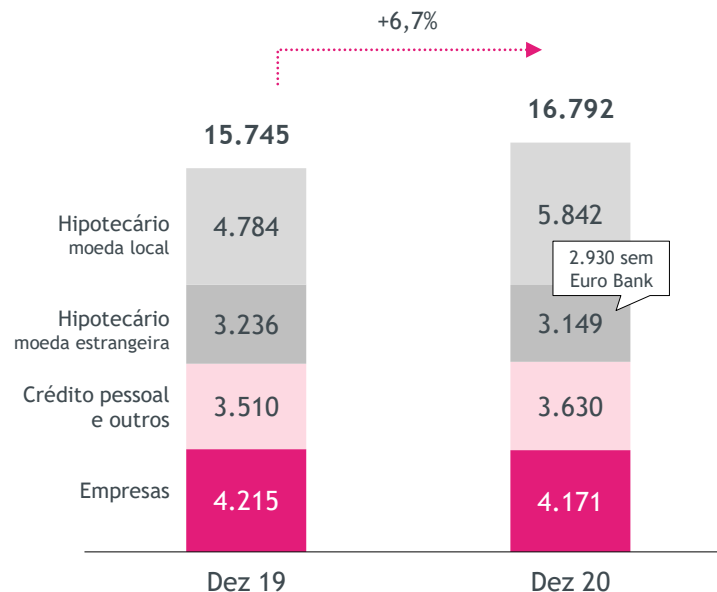 +6,7%
15.745
16.792
Hipotecário
moeda local
4.784
5.842
2.930 sem
Euro Bank
Hipotecário
moeda estrangeira
3.236
3.149
Crédito pessoal
e outros
3.510
3.630
Empresas
4.215
4.171
Dez 19
Dez 20